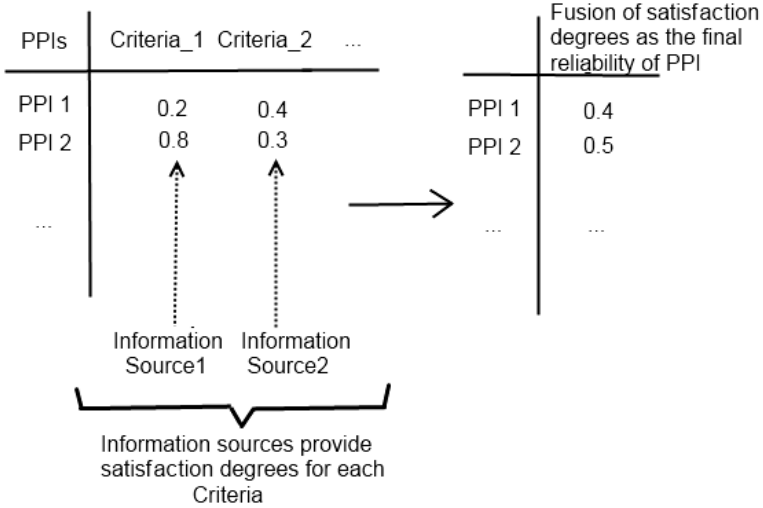 PPIs Criteria_1 Criteria_2 ...
PPI 1 0.2 0.4
PPI 2 0.8 0.3
...
Information Information
Source1 Source2
Information sources provide
satisfaction degrees for each
Criteria
Fusion of satisfaction
degrees as the final
reliability of PPI
PPI 1 0.4
PPI 2 0.5
... ...